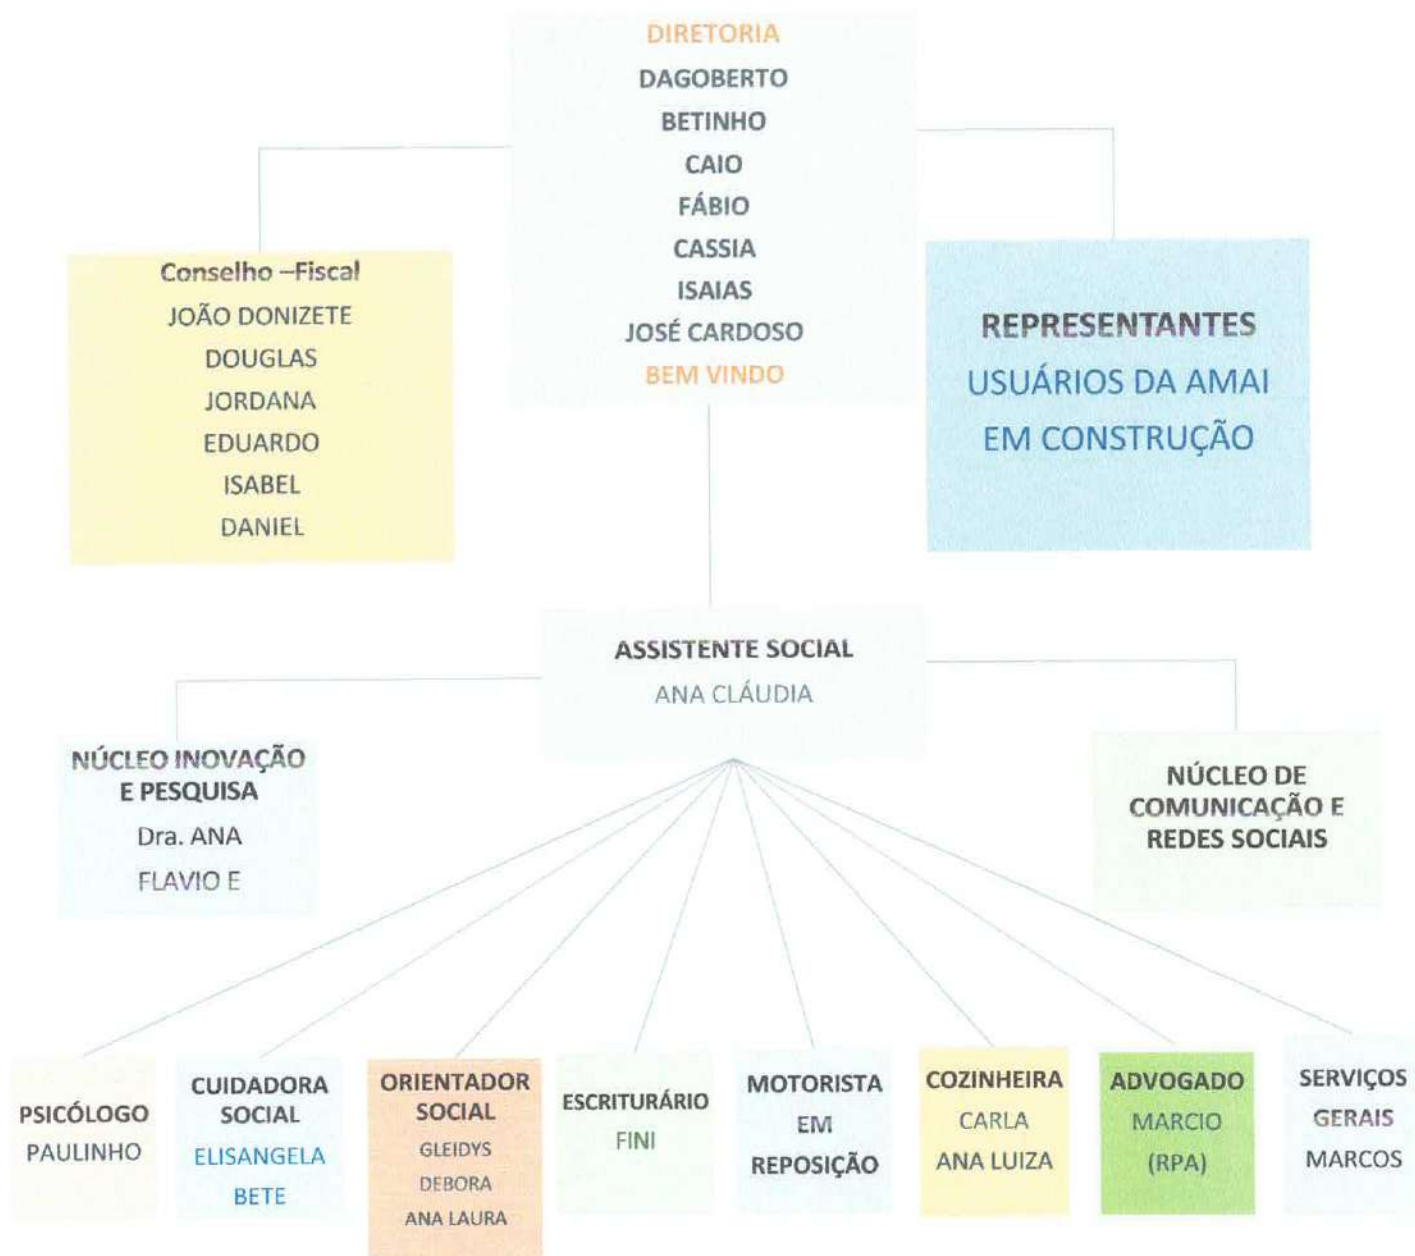 DIRETORIA
DAGOBERTO
BETINHO
CAIO
FÁBIO
CASSIA
ISAIAS
JOSÉ CARDOSO
BEM VINDO
Conselho –Fiscal
JOÃO DONIZETE
DOUGLAS
JORDANA
EDUARDO
ISABEL
DANIEL
REPRESENTANTES
USUÁRIOS DA AMAI
EM CONSTRUÇÃO
ASSISTENTE SOCIAL
ANA CLÁUDIA
NÚCLEO INOVAÇÃO
E PESQUISA
Dra. ANA
FLAVIO E
NÚCLEO DE
COMUNICAÇÃO E
REDES SOCIAIS
PSICÓLOGO
PAULINHO
CUIDADORA
SOCIAL
ELISANGELA
BETE
ORIENTADOR
SOCIAL
GLEIDYS
DEBORA
ANA LAURA
ESCRITURÁRIO
FINI
MOTORISTA
EM
REPOSIÇÃO
COZINHEIRA
CARLA
ANA LUIZA
ADVOGADO
MARCIO
(RPA)
SERVIÇOS
GERAIS
MARCOS